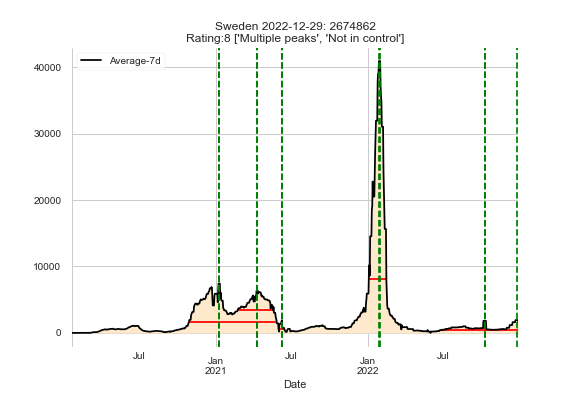 Sweden 2022-12-29: 2674862
Rating:8 ['Multiple peaks', 'Not in control']
Average-7d
40000
30000
20000
10000
0
Jul
Jan
2021
Jul
Jan
2022
Jul
Date